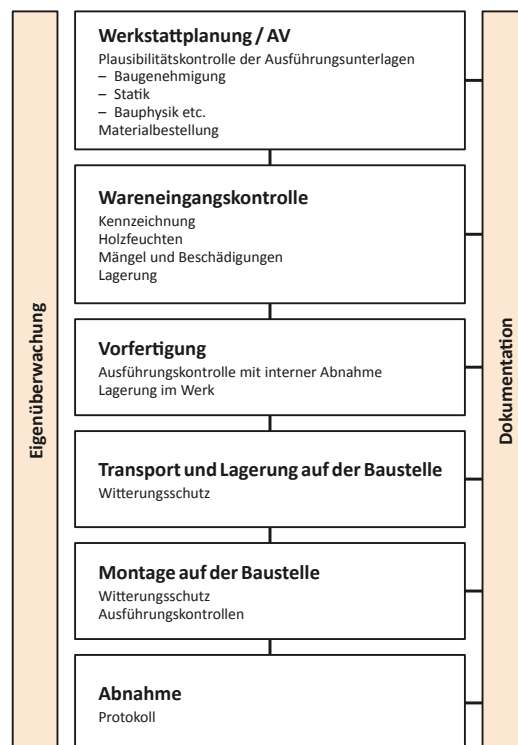 Eigenüberwachung
Werkstattplanung / AV
Plausibilitätskontrolle der Ausführungsunterlagen
– Baugenehmigung
– Statik
– Bauphysik etc.
Materialbestellung
Wareneingangskontrolle
Kennzeichnung
Holzfeuchten
Mängel und Beschädigungen
Lagerung
Vorfertigung
Ausführungskontrolle mit interner Abnahme
Lagerung im Werk
Transport und Lagerung auf der Baustelle
Witterungsschutz
Montage auf der Baustelle
Witterungsschutz
Ausführungskontrollen
Abnahme
Protokoll
Dokumentation